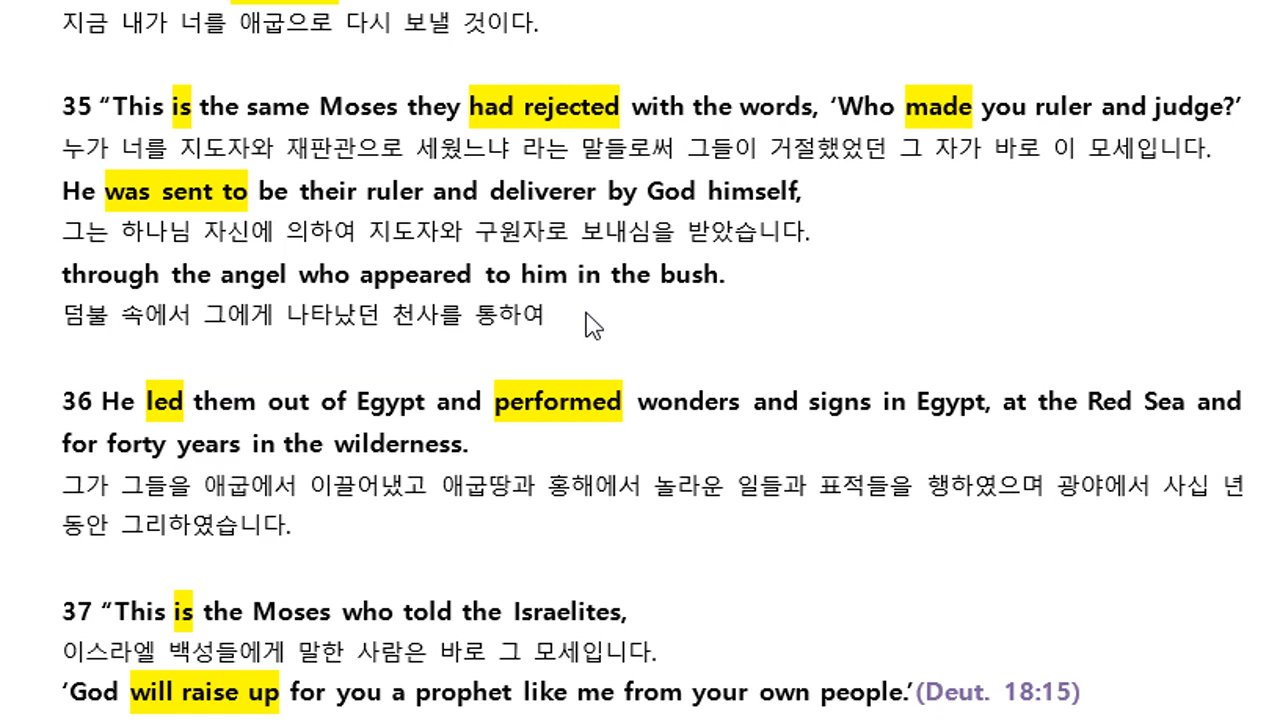 지금 내가 너를 애굽으로 다시 보낼 것이다.
35 “This is the same Moses they had rejected with the words, ‘Who made you ruler and judge?’
누가 너를 지도자와 재판관으로 세웠느냐 라는 말들로써 그들이 거절했었던 그 자가 바로 이 모세입니다.
He was sent to be their ruler and deliverer by God himself,
그는 하나님 자신에 의하여 지도자와 구원자로 보내심을 받았습니다.
through the angel who appeared to him in the bush.
덤불 속에서 그에게 나타났던 천사를 통하여
36 He led them out of Egypt and performed wonders and signs in Egypt, at the Red Sea and
for forty years in the wilderness.
그가 그들을 애굽에서 이끌어냈고 애굽땅과 홍해에서 놀라운 일들과 표적들을 행하였으며 광야에서 사십 년
동안 그리하였습니다.
37 “This is the Moses who told the Israelites,
이스라엘 백성들에게 말한 사람은 바로 그 모세입니다.
‘God will raise up for you a prophet like me from your own people.’(Deut. 18:15)